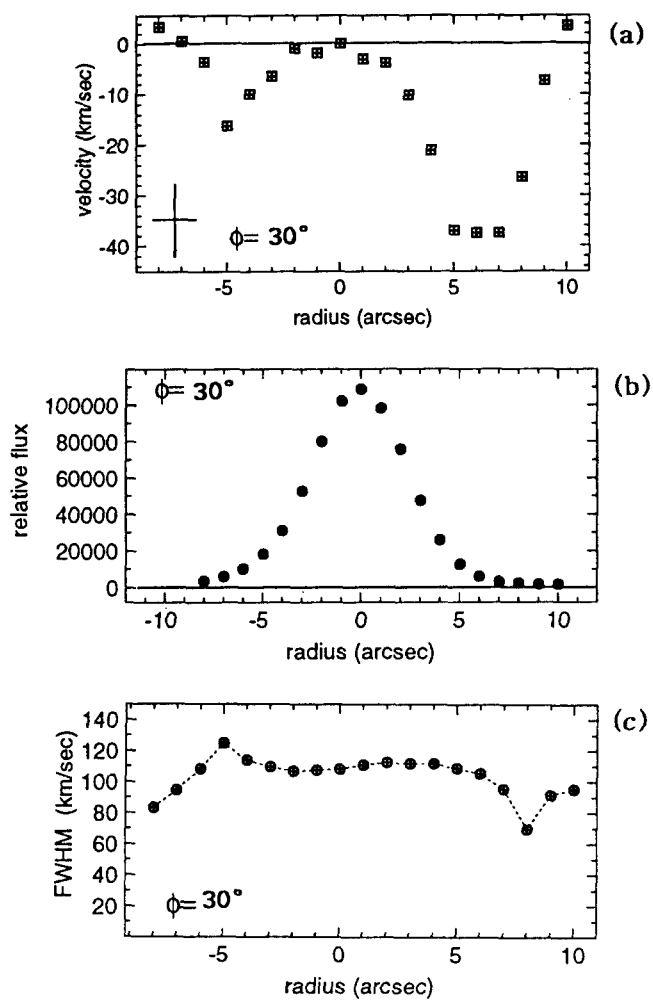 (a)
0
-10
-20
-30
-40
velocity (km/sec)
ϕ= 30°
-5 0 5 10
radius (arcsec)
(b)
ϕ= 30°
100000
80000
60000
40000
20000
0
relative flux
-10 -5 0 5 10
radius (arcsec)
(c)
140
120
100
80
60
40
20
FWHM (km/sec)
ϕ= 30°
-5 0 5 10
radius (arcsec)